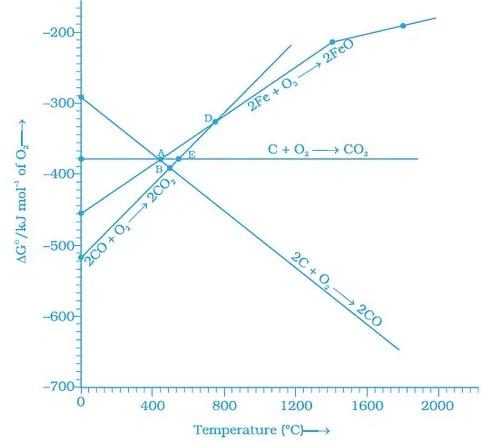 –200
–300
–400
–500
–600
–700
ΔG°/kJ mol⁻¹ of O₂⟶
0
400
800
1200
1600
2000
Temperature (°C)⟶
A
B
D
E
2Fe + O₂ ⟶ 2FeO
C + O₂ ⟶ CO₂
2CO + O₂ ⟶ 2CO₂
2C + O₂ ⟶ 2CO